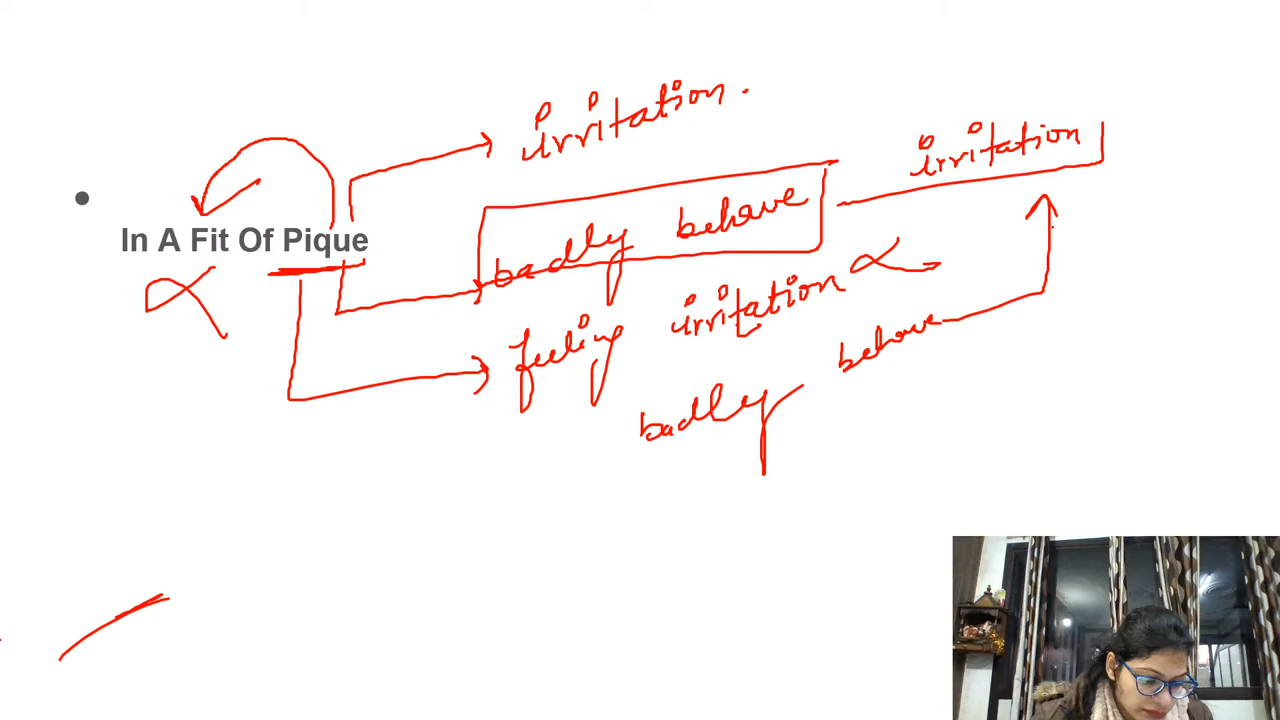 irritation.
irritation
badly behave
In A Fit Of Pique
feeling irritation
badly behave